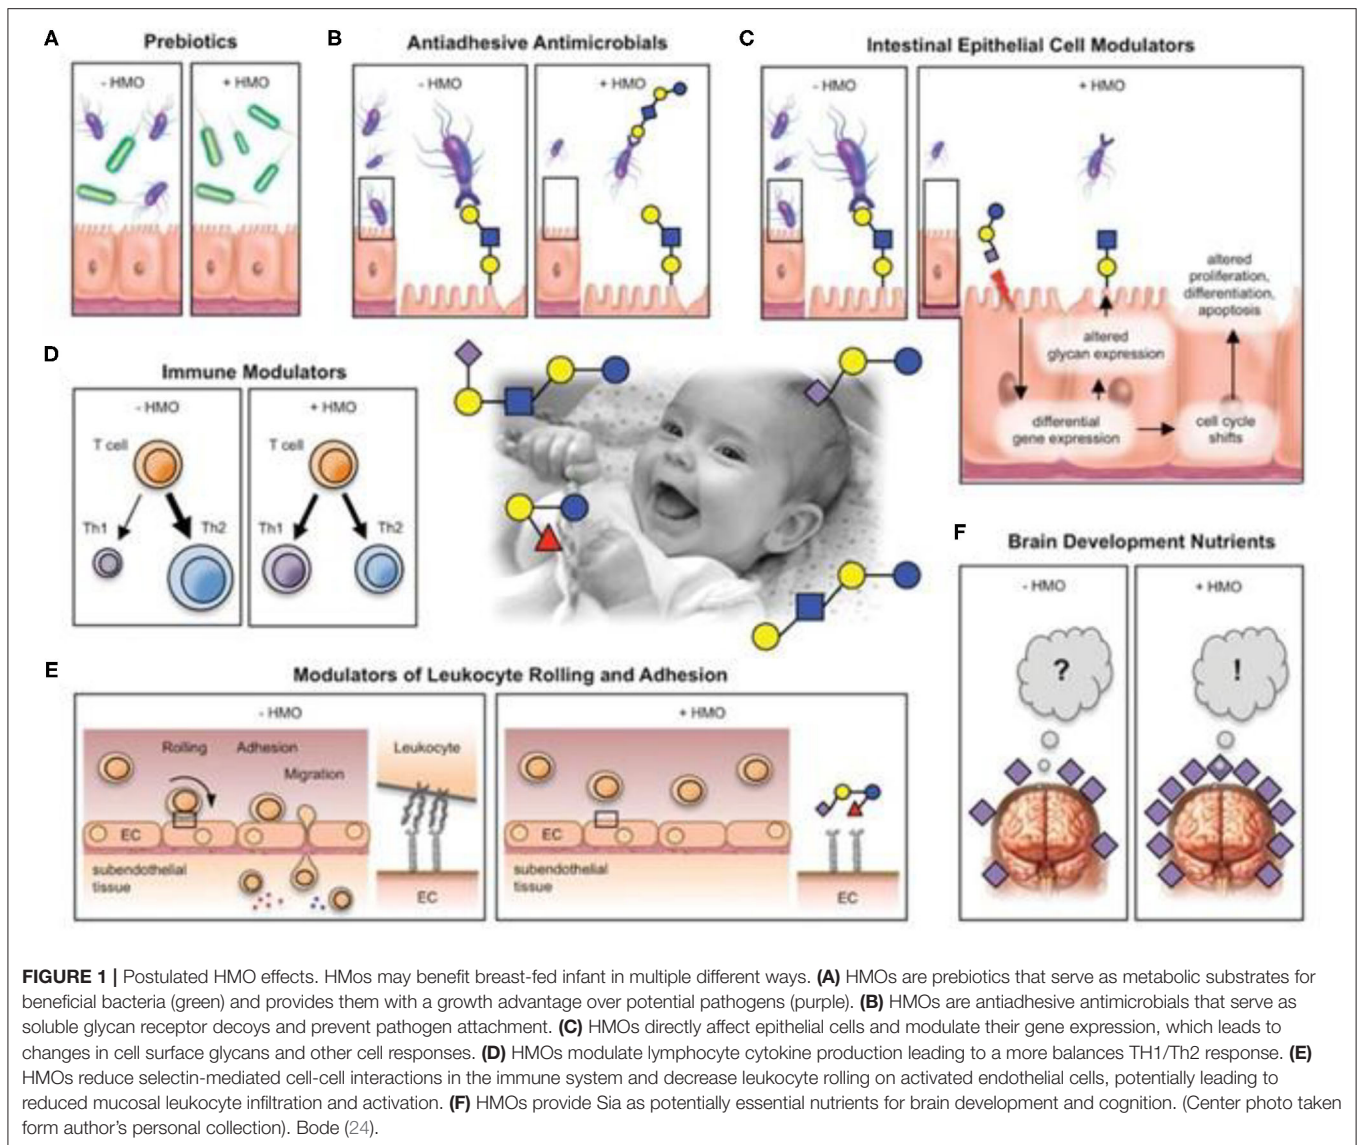 A
Prebiotics
- HMO
+ HMO
B
Antiadhesive Antimicrobials
- HMO
+ HMO
C
Intestinal Epithelial Cell Modulators
- HMO
+ HMO
altered
proliferation,
differentiation,
apoptosis
altered
glycan expression
differential
gene expression
cell cycle
shifts
D
Immune Modulators
- HMO
T cell
Th1
Th2
+ HMO
T cell
Th1
Th2
E
Modulators of Leukocyte Rolling and Adhesion
- HMO
Rolling
Adhesion
Migration
EC
subendothelial
tissue
Leukocyte
EC
+ HMO
EC
subendothelial
tissue
EC
F
Brain Development Nutrients
- HMO
?
+ HMO
!
FIGURE 1 | Postulated HMO effects. HMos may benefit breast-fed infant in multiple different ways. (A) HMOs are prebiotics that serve as metabolic substrates for
beneficial bacteria (green) and provides them with a growth advantage over potential pathogens (purple). (B) HMOs are antiadhesive antimicrobials that serve as
soluble glycan receptor decoys and prevent pathogen attachment. (C) HMOs directly affect epithelial cells and modulate their gene expression, which leads to
changes in cell surface glycans and other cell responses. (D) HMOs modulate lymphocyte cytokine production leading to a more balances TH1/Th2 response. (E)
HMOs reduce selectin-mediated cell-cell interactions in the immune system and decrease leukocyte rolling on activated endothelial cells, potentially leading to
reduced mucosal leukocyte infiltration and activation. (F) HMOs provide Sia as potentially essential nutrients for brain development and cognition. (Center photo taken
form author's personal collection). Bode (24).